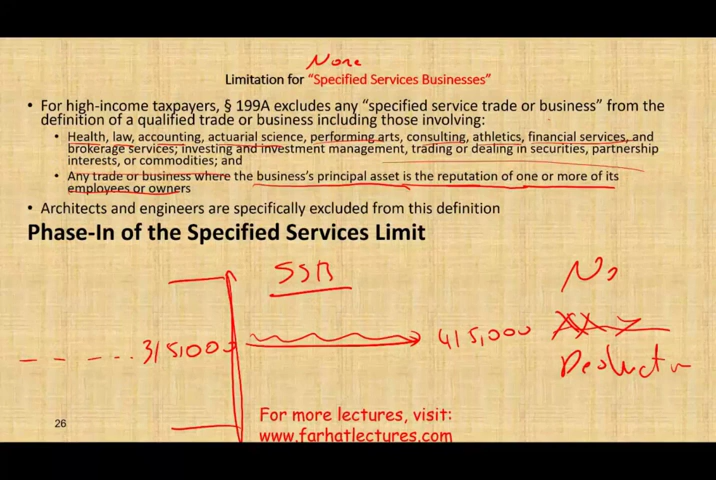 None
Limitation for "Specified Services Businesses"
• For high-income taxpayers, § 199A excludes any "specified service trade or business" from the
definition of a qualified trade or business including those involving:
• Health, law, accounting, actuarial science, performing arts, consulting, athletics, financial services, and
brokerage services; investing and investment management, trading or dealing in securities, partnership
interests, or commodities; and
• Any trade or business where the business's principal asset is the reputation of one or more of its
employees or owners
• Architects and engineers are specifically excluded from this definition
Phase-In of the Specified Services Limit
SSB
No
315,000
415,000
For more lectures, visit:
www.farhatlectures.com
26